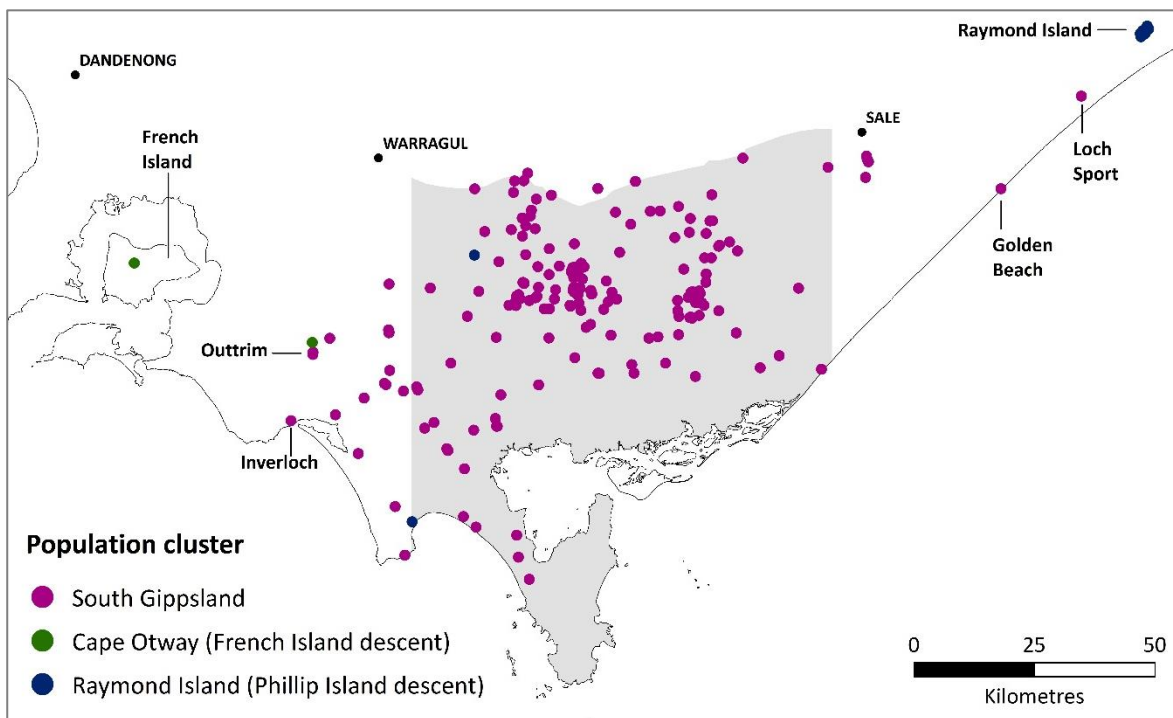 DANDENONG
French
Island
WARRAGUL
SALE
Raymond Island
Loch
Sport
Golden
Beach
Outtrim
Inverloch
Population cluster
South Gippsland
Cape Otway (French Island descent)
Raymond Island (Phillip Island descent)
0 25 50
Kilometres